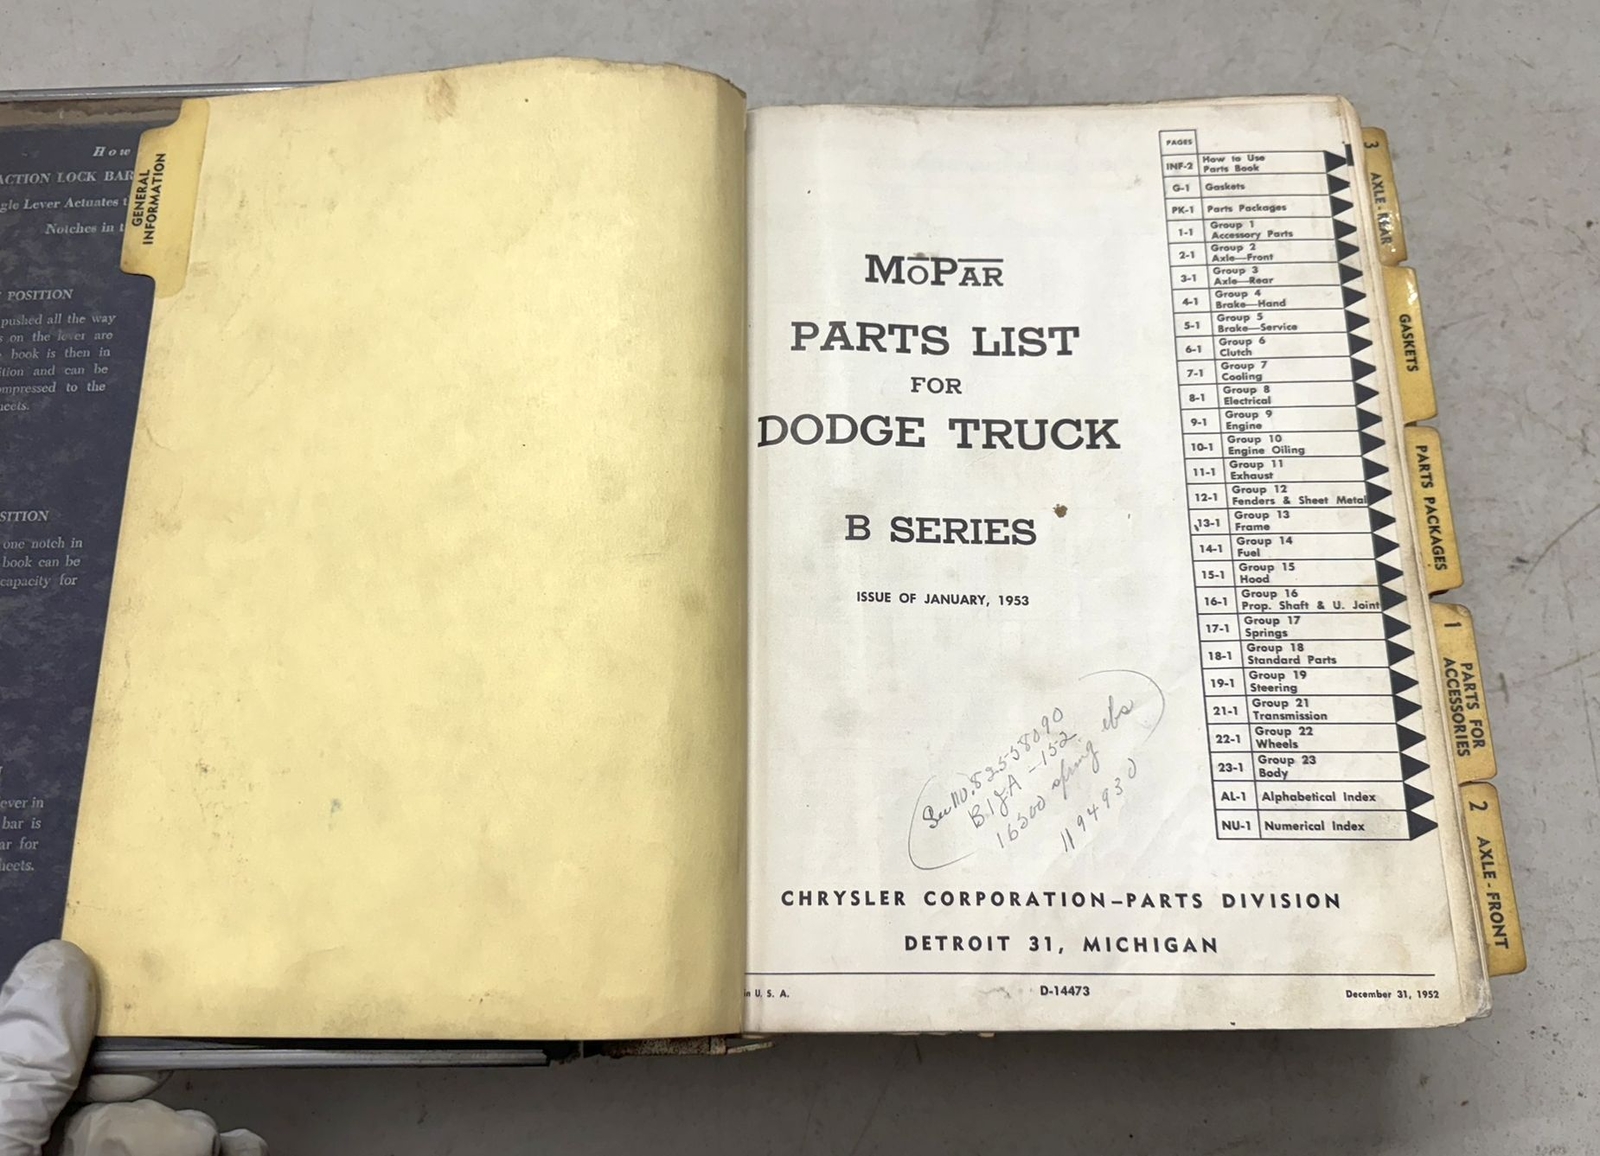 How
ACTION LOCK BAR
gle Lever Actuates t
Notches in t
POSITION
pushed all the way
s on the lever are
book is then in
ition and can be
mpressed to the
heets.
SITION
one notch in
book can be
capacity for
ever in
bar is
ar for
heets.
GENERAL
INFORMATION
MoPar
PARTS LIST
FOR
DODGE TRUCK
B SERIES
ISSUE OF JANUARY, 1953
Ser no. 82558090
B-1JA-152
16500 spring
1194930
CHRYSLER CORPORATION-PARTS DIVISION
DETROIT 31, MICHIGAN
in U. S. A.
D-14473
December 31, 1952
PAGES
INF-2 How to Use Parts Book
G-1 Gaskets
PK-1 Parts Packages
1-1 Group 1 Accessory Parts
2-1 Group 2 Axle—Front
3-1 Group 3 Axle—Rear
4-1 Group 4 Brake—Hand
5-1 Group 5 Brake—Service
6-1 Group 6 Clutch
7-1 Group 7 Cooling
8-1 Group 8 Electrical
9-1 Group 9 Engine
10-1 Group 10 Engine Oiling
11-1 Group 11 Exhaust
12-1 Group 12 Fenders & Sheet Metal
13-1 Group 13 Frame
14-1 Group 14 Fuel
15-1 Group 15 Hood
16-1 Group 16 Prop. Shaft & U. Joint
17-1 Group 17 Springs
18-1 Group 18 Standard Parts
19-1 Group 19 Steering
21-1 Group 21 Transmission
22-1 Group 22 Wheels
23-1 Group 23 Body
AL-1 Alphabetical Index
NU-1 Numerical Index
3 AXLE-REAR
GASKETS
PARTS PACKAGES
1 PARTS FOR
ACCESSORIES
2 AXLE-FRONT